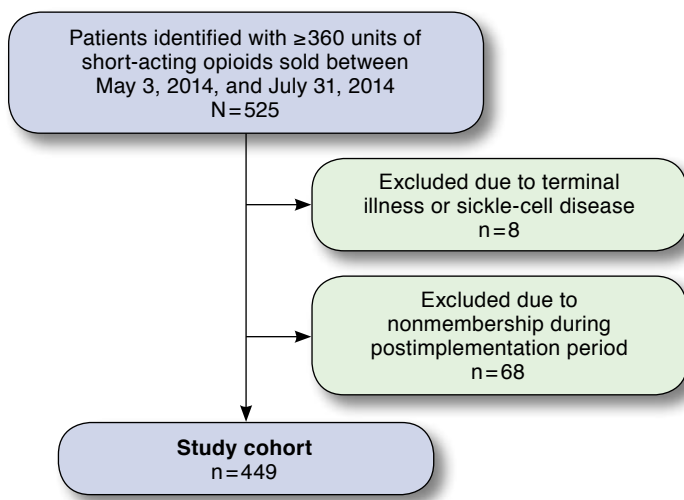 Patients identified with ≥360 units of
short-acting opioids sold between
May 3, 2014, and July 31, 2014
N=525
Excluded due to terminal
illness or sickle-cell disease
n=8
Excluded due to
nonmembership during
postimplementation period
n=68
Study cohort
n=449